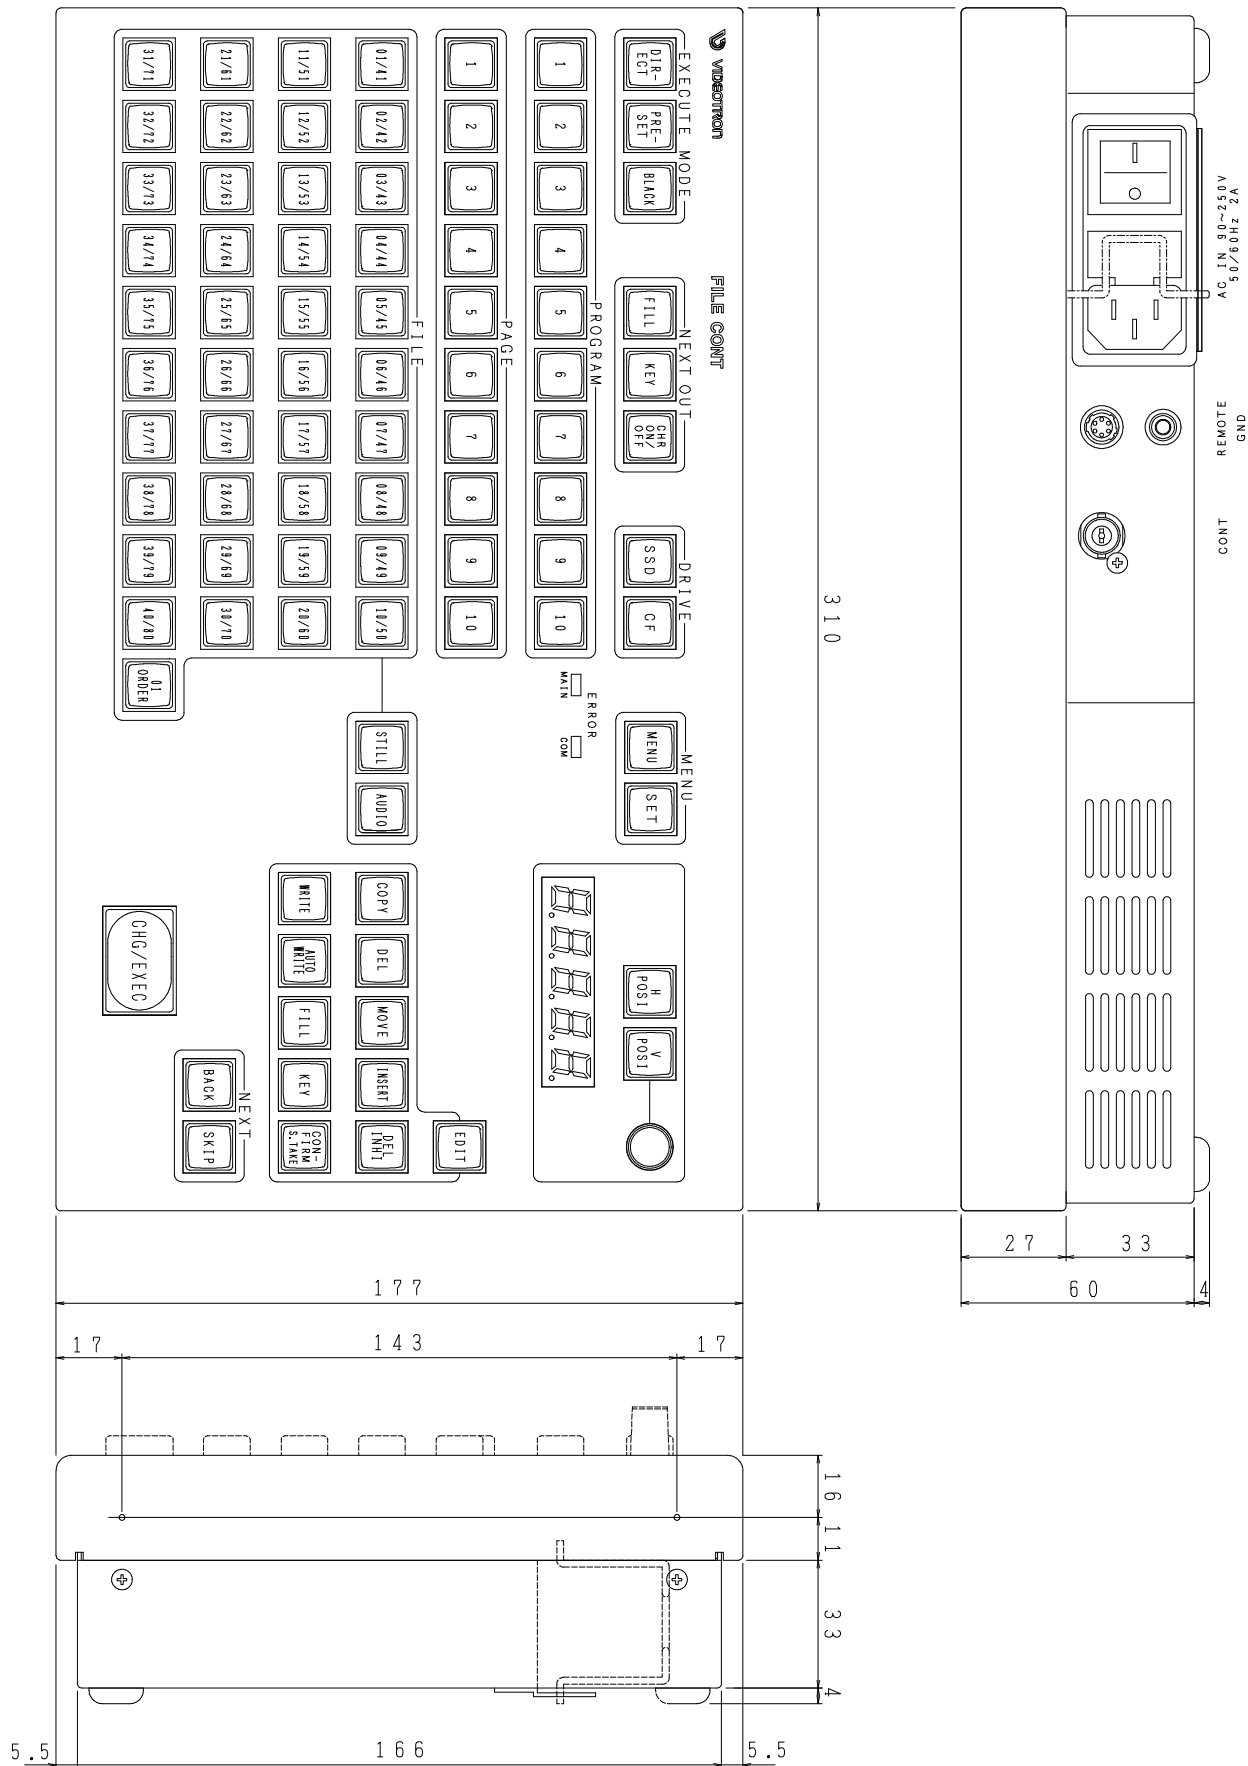 VIDEOTRON
FILE CONT
EXECUTE MODE
DIR-
ECT
PRE-
SET
BLACK
NEXT OUT
FILL
KEY
CHR
ON/
OFF
DRIVE
SSD
CF
MENU
MENU
SET
ERROR
MAIN
COM
H
POSI
V
POSI
PROGRAM
1 2 3 4 5 6 7 8 9 10
PAGE
1 2 3 4 5 6 7 8 9 10
FILE
01/41 02/42 03/43 04/44 05/45 06/46 07/47 08/48 09/49 10/50
11/51 12/52 13/53 14/54 15/55 16/56 17/57 18/58 19/59 20/60
21/61 22/62 23/63 24/64 25/65 26/66 27/67 28/68 29/69 30/70
31/71 32/72 33/73 34/74 35/75 36/76 37/77 38/78 39/79 40/80
01
ORDER
STILL
AUDIO
EDIT
COPY
DEL
MOVE
INSERT
DEL
INHI
WRITE
AUTO
WRITE
FILL
KEY
CON-
FIRM
S.TAKE
NEXT
BACK
SKIP
CHG/EXEC
AC IN 90~250V
50/60Hz 2A
REMOTE
GND
CONT
310
27
33
60
4
177
17
143
17
16
11
33
4
5.5
166
5.5